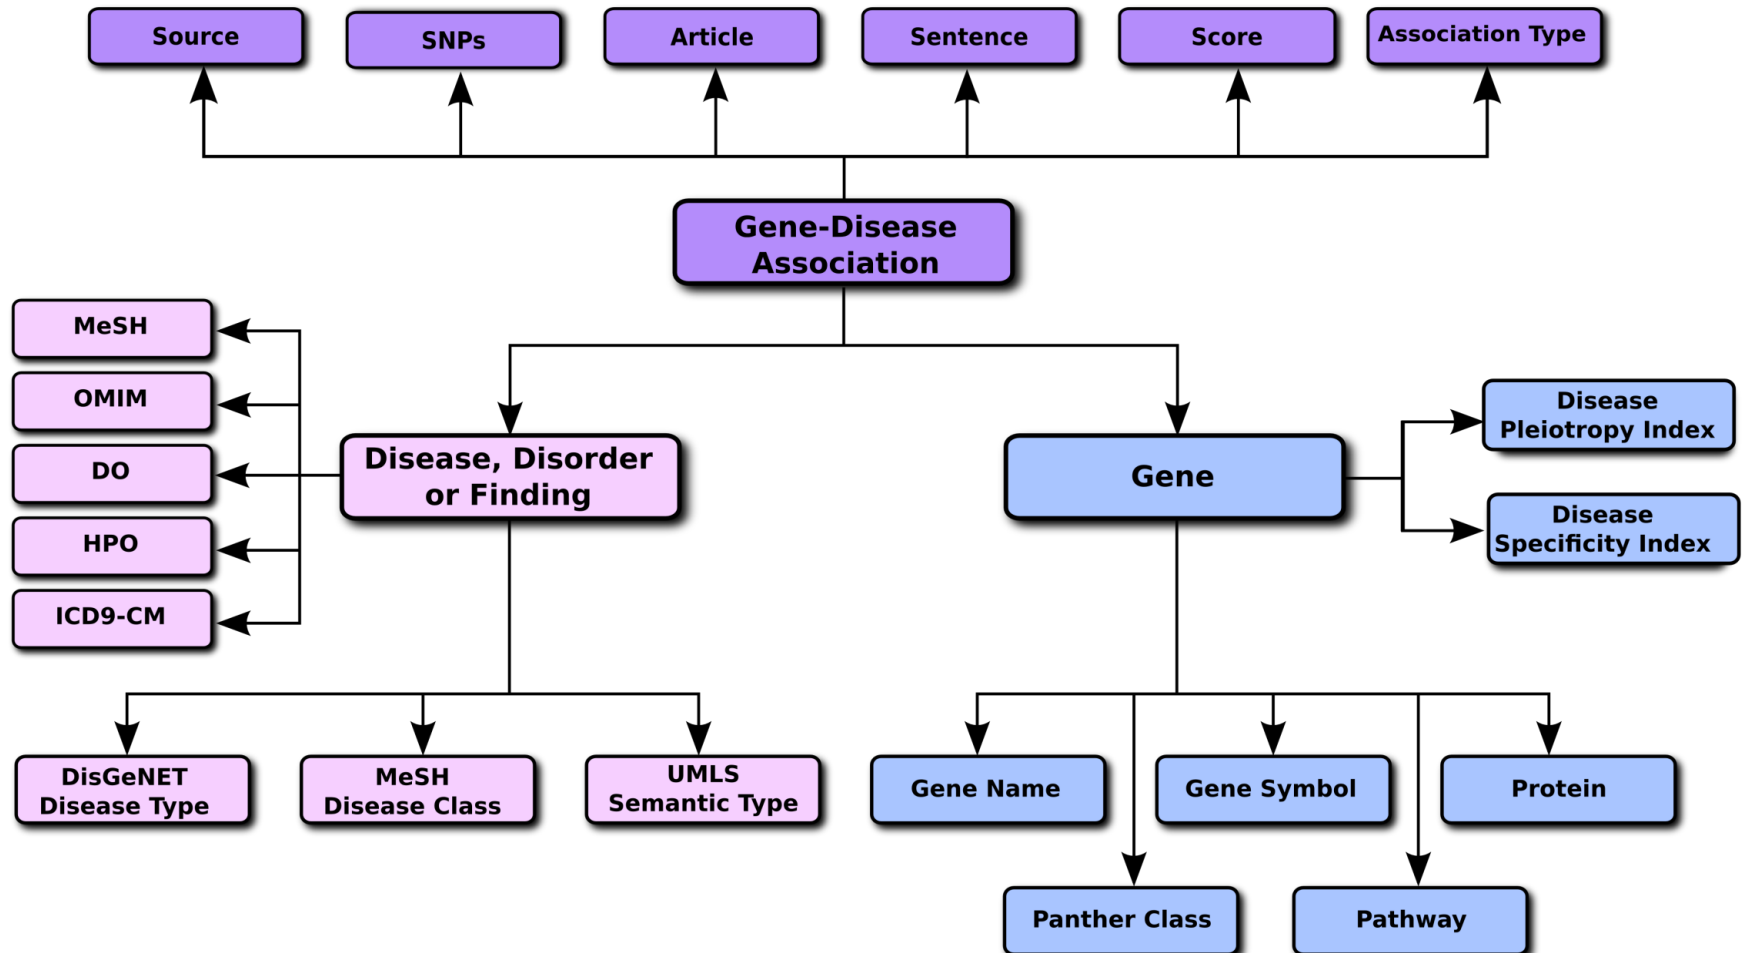 Source
SNPs
Article
Sentence
Score
Association Type
Gene-Disease
Association
MeSH
OMIM
DO
HPO
ICD9-CM
Disease, Disorder
or Finding
Gene
Disease
Pleiotropy Index
Disease
Specificity Index
DisGeNET
Disease Type
MeSH
Disease Class
UMLS
Semantic Type
Gene Name
Gene Symbol
Protein
Panther Class
Pathway